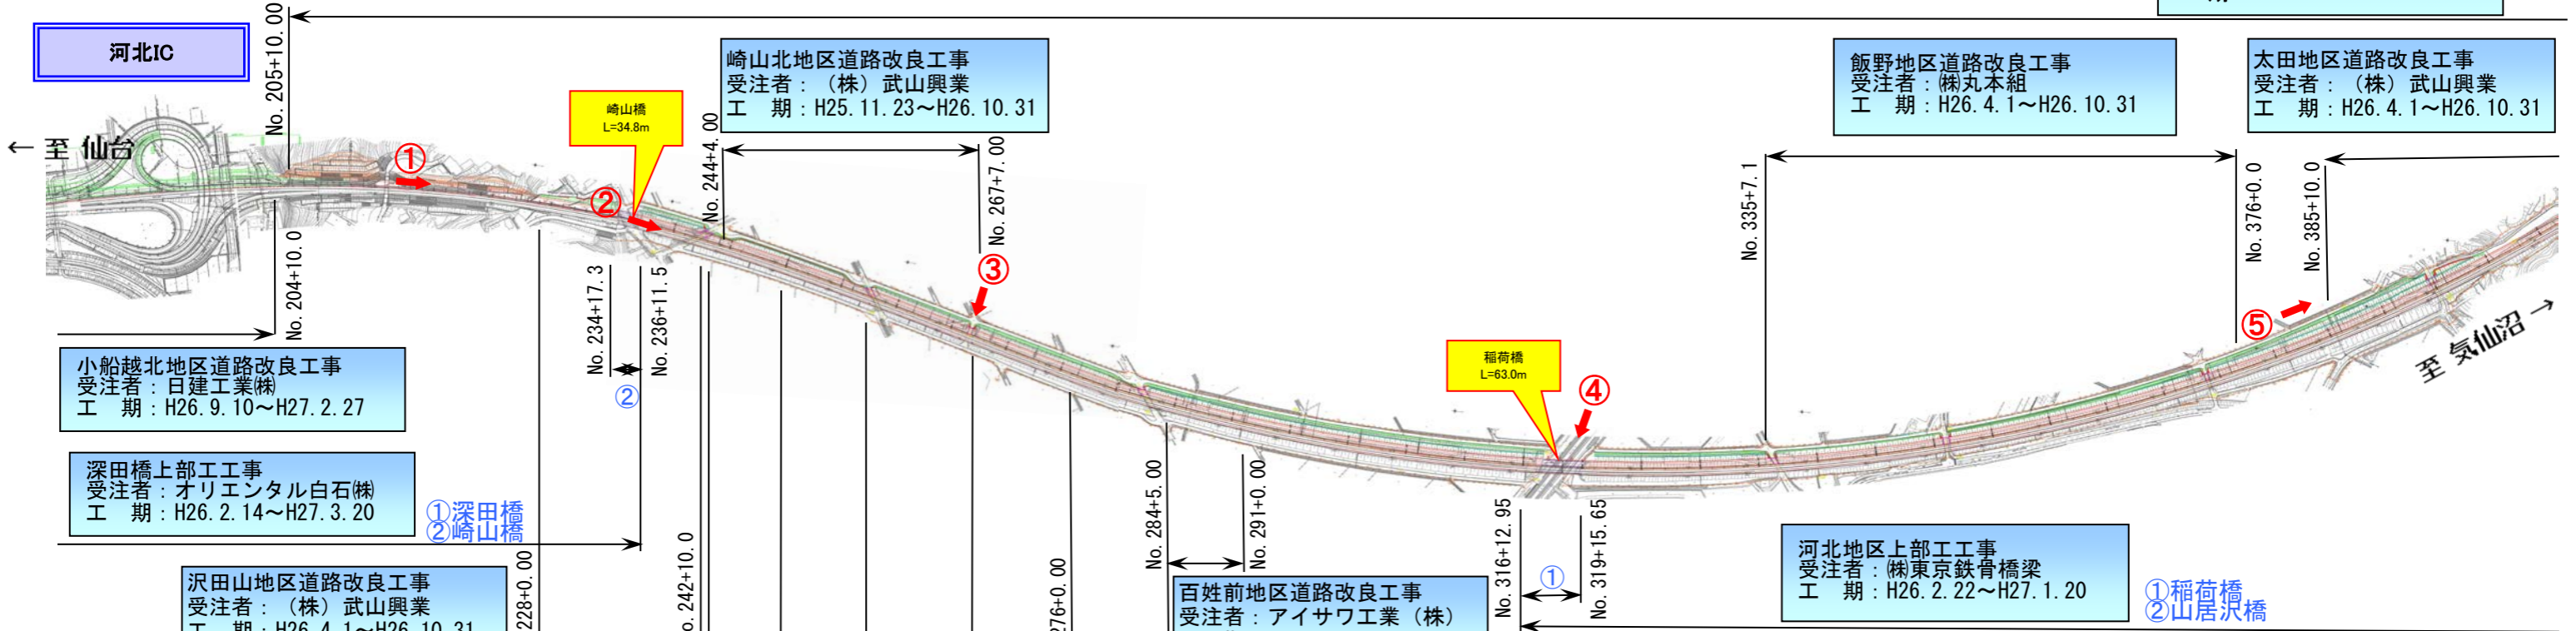 河北IC
← 至 仙台
No. 205+10. 00
No. 204+10. 0
①
②
崎山橋
L=34.8m
崎山北地区道路改良工事
受注者：（株）武山興業
工　期：H25. 11. 23～H26. 10. 31
No. 244+4. 00
No. 267+7. 00
③
飯野地区道路改良工事
受注者：㈱丸本組
工　期：H26. 4. 1～H26. 10. 31
太田地区道路改良工事
受注者：（株）武山興業
工　期：H26. 4. 1～H26. 10. 31
No. 335+7. 1
No. 376+0. 0
No. 385+10. 0
⑤
至 気仙沼 →
稲荷橋
L=63.0m
④
No. 234+17. 3
No. 236+11. 5
②
小船越北地区道路改良工事
受注者：日建工業㈱
工　期：H26. 9. 10～H27. 2. 27
深田橋上部工工事
受注者：オリエンタル白石㈱
工　期：H26. 2. 14～H27. 3. 20
①深田橋
②崎山橋
沢田山地区道路改良工事
受注者：（株）武山興業
工　期：H26. 4. 1～H26. 10. 31
228+0. 00
No. 242+10. 0
276+0. 00
No. 284+5. 00
No. 291+0. 00
百姓前地区道路改良工事
受注者：アイサワ工業（株）
No. 316+12. 95
No. 319+15. 65
①
河北地区上部工工事
受注者：㈱東京鉄骨橋梁
工　期：H26. 2. 22～H27. 1. 20
①稲荷橋
②山居沢橋